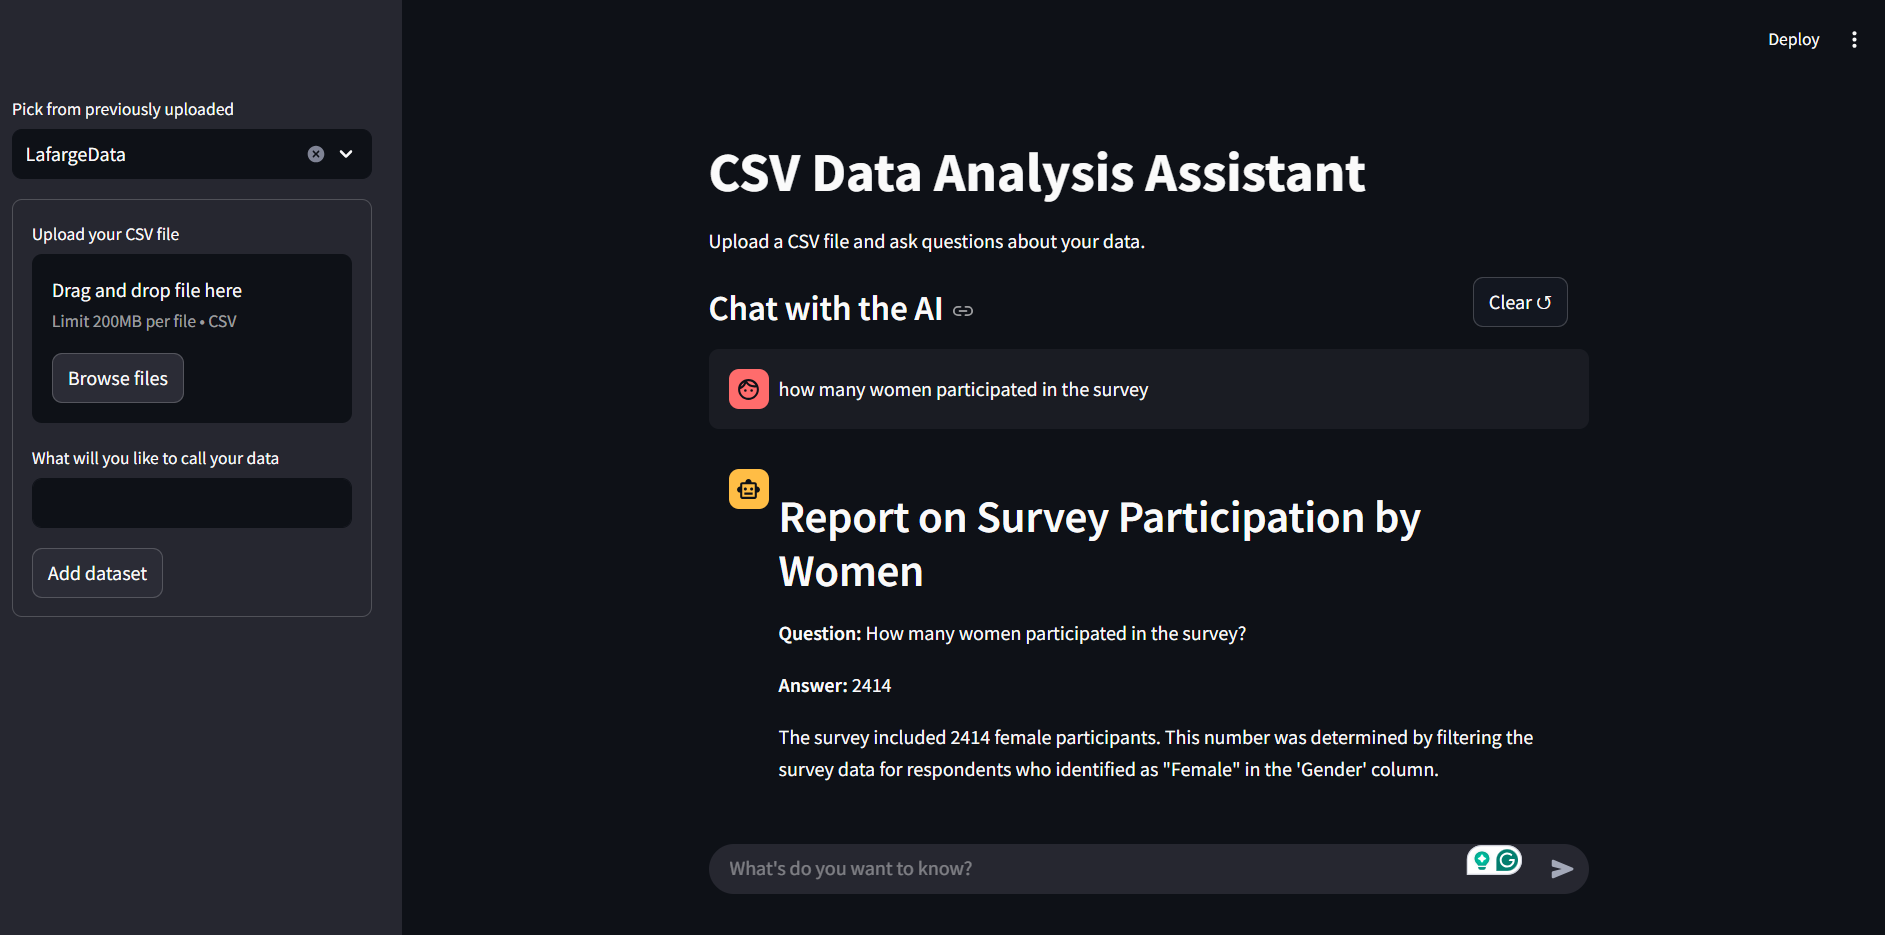 Deploy
Pick from previously uploaded
LafargeData
Upload your CSV file
Drag and drop file here
Limit 200MB per file • CSV
Browse files
What will you like to call your data
Add dataset
CSV Data Analysis Assistant
Upload a CSV file and ask questions about your data.
Chat with the AI
Clear ↺
how many women participated in the survey
Report on Survey Participation by
Women
Question: How many women participated in the survey?
Answer: 2414
The survey included 2414 female participants. This number was determined by filtering the
survey data for respondents who identified as "Female" in the 'Gender' column.
What's do you want to know?